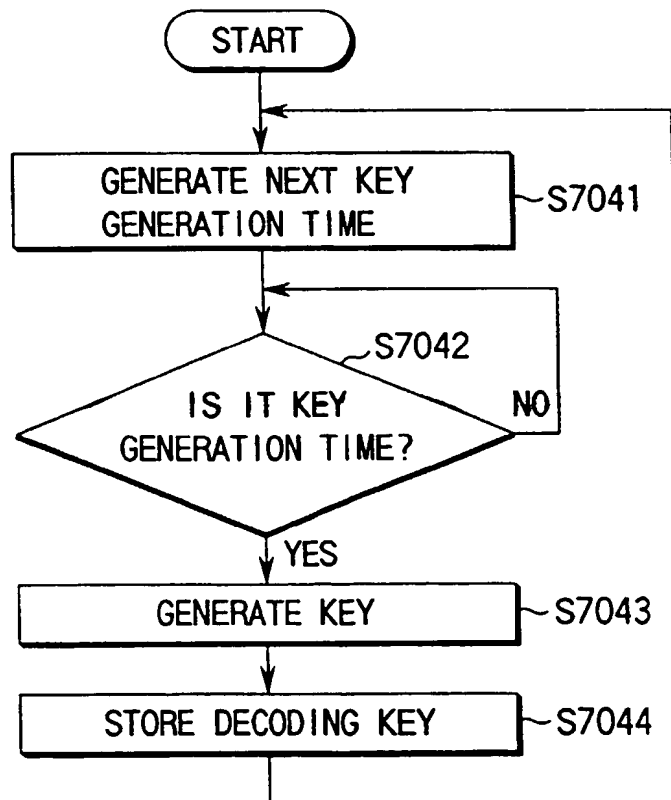 START
GENERATE NEXT KEY
GENERATION TIME
S7041
S7042
IS IT KEY
GENERATION TIME?
NO
YES
GENERATE KEY
S7043
STORE DECODING KEY
S7044